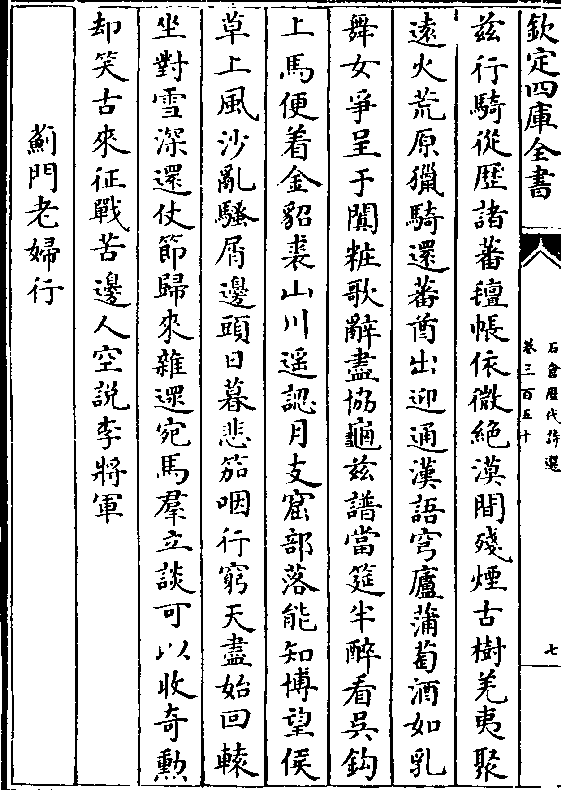 欽定四庫全書
石倉歷代詩選
卷三百五十
七
兹行騎從歷諸蕃氊帳依微絶漠間殘煙古樹羌夷聚
逺火荒原獵騎還蕃酋出迎通漢語穹廬蒲萄酒如乳
舞女爭呈于闐粧歌辭盡協龜兹譜當筵半醉看吳鈎
上馬便着金貂裘山川遥認月支窟部落能知博望侯
草上風沙亂騷屑邊頭日暮悲笳咽行窮天盡始回轅
坐對雪深還仗節歸來雜遝宛馬羣立談可以收奇勲
却笑古來征戰苦邊人空説李將軍
薊門老婦行